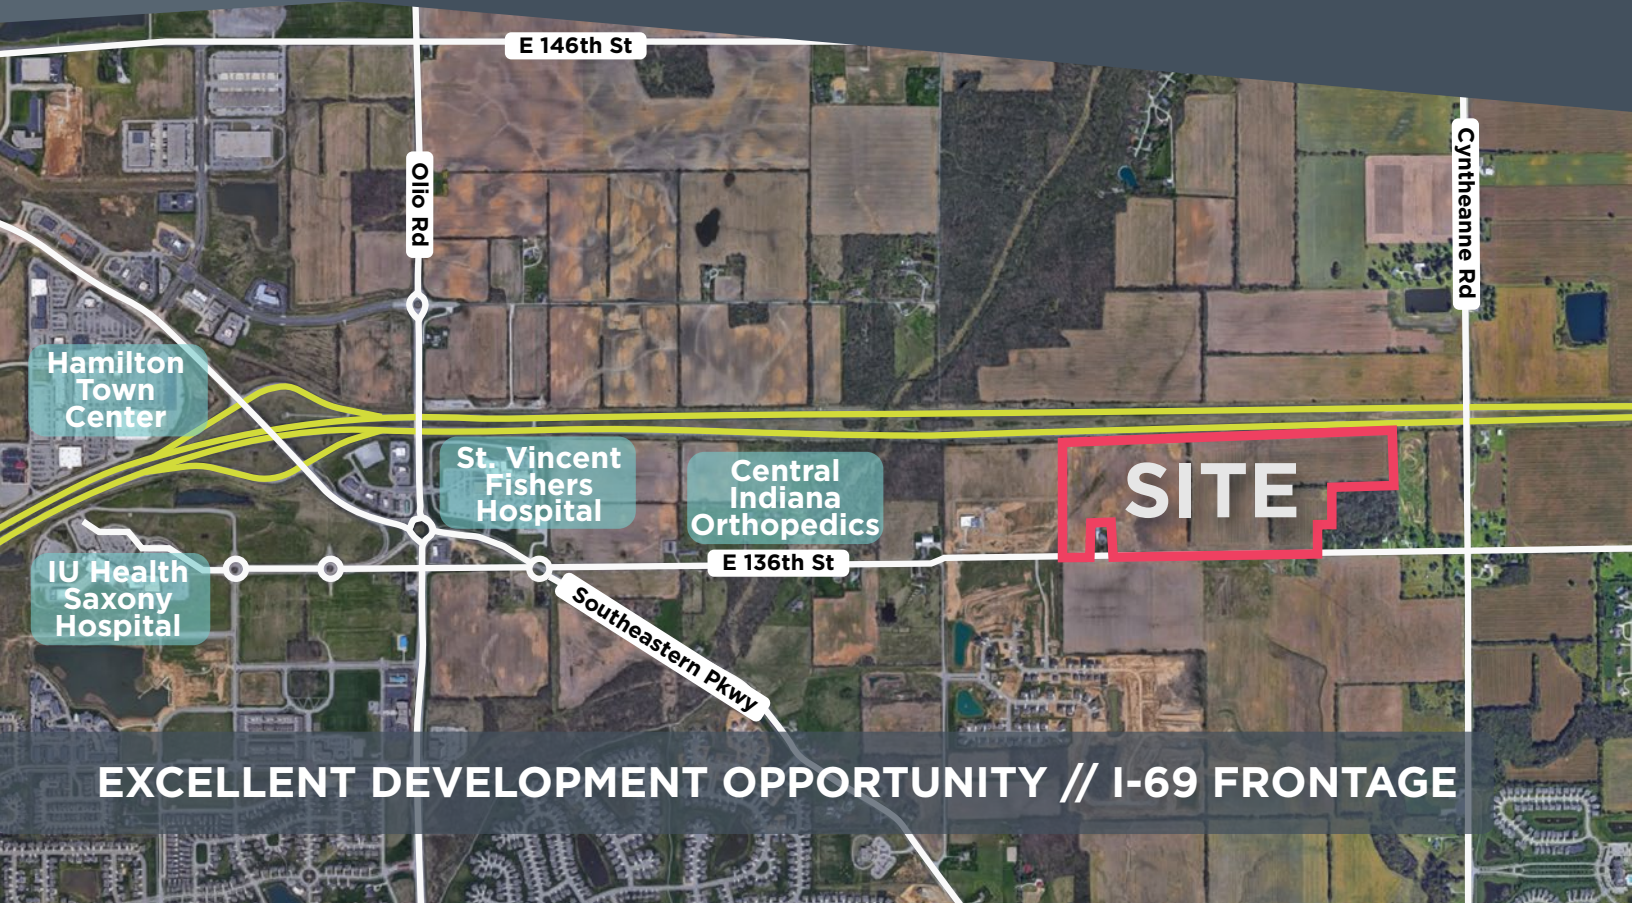 E 146th St
Olio Rd
Cyntheanne Rd
Hamilton
Town
Center
St. Vincent
Fishers
Hospital
Central
Indiana
Orthopedics
SITE
E 136th St
IU Health
Saxony
Hospital
Southeastern Pkwy
EXCELLENT DEVELOPMENT OPPORTUNITY // I-69 FRONTAGE